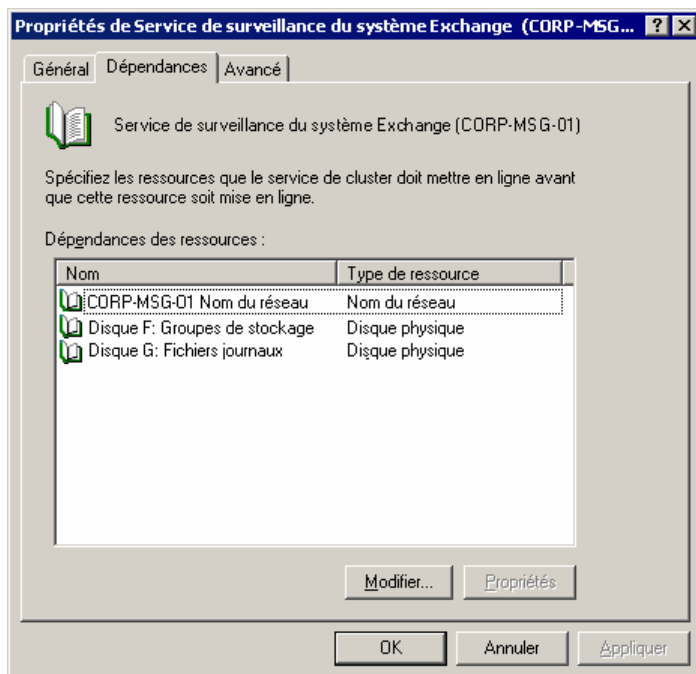 Propriétés de Service de surveillance du système Exchange (CORP-MSG...
Général Dépendances Avancé
Service de surveillance du système Exchange (CORP-MSG-01)
Spécifiez les ressources que le service de cluster doit mettre en ligne avant
que cette ressource soit mise en ligne.
Dépendances des ressources :
Nom Type de ressource
CORP-MSG-01 Nom du réseau Nom du réseau
Disque F: Groupes de stockage Disque physique
Disque G: Fichiers journaux Disque physique
Modifier... Propriétés
OK Annuler Appliquer